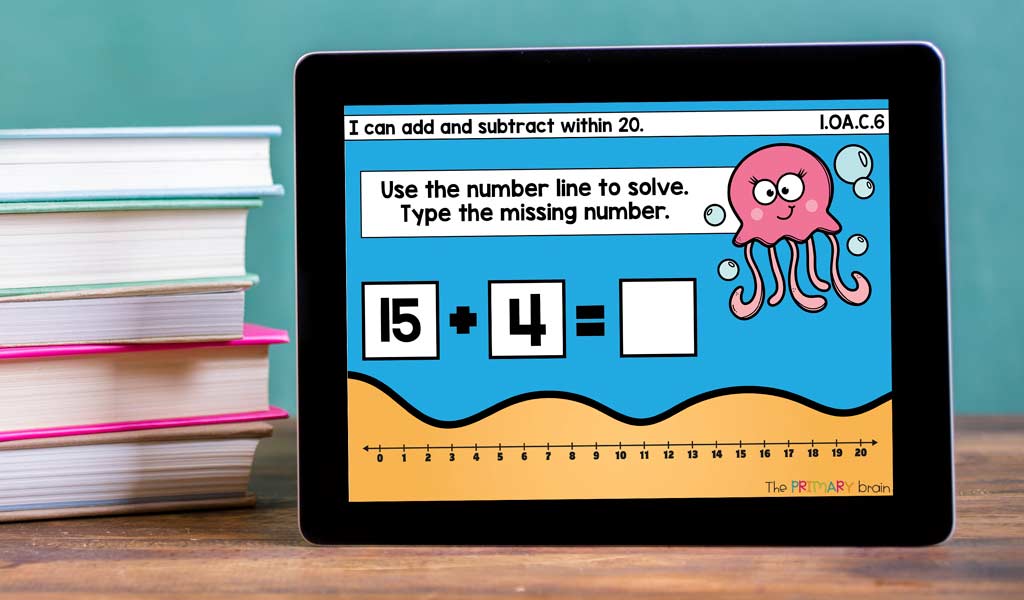 I can add and subtract within 20. 1.OA.C.6
Use the number line to solve.
Type the missing number.
15 + 4 =
0 1 2 3 4 5 6 7 8 9 10 11 12 13 14 15 16 17 18 19 20
The PRIMARY brain